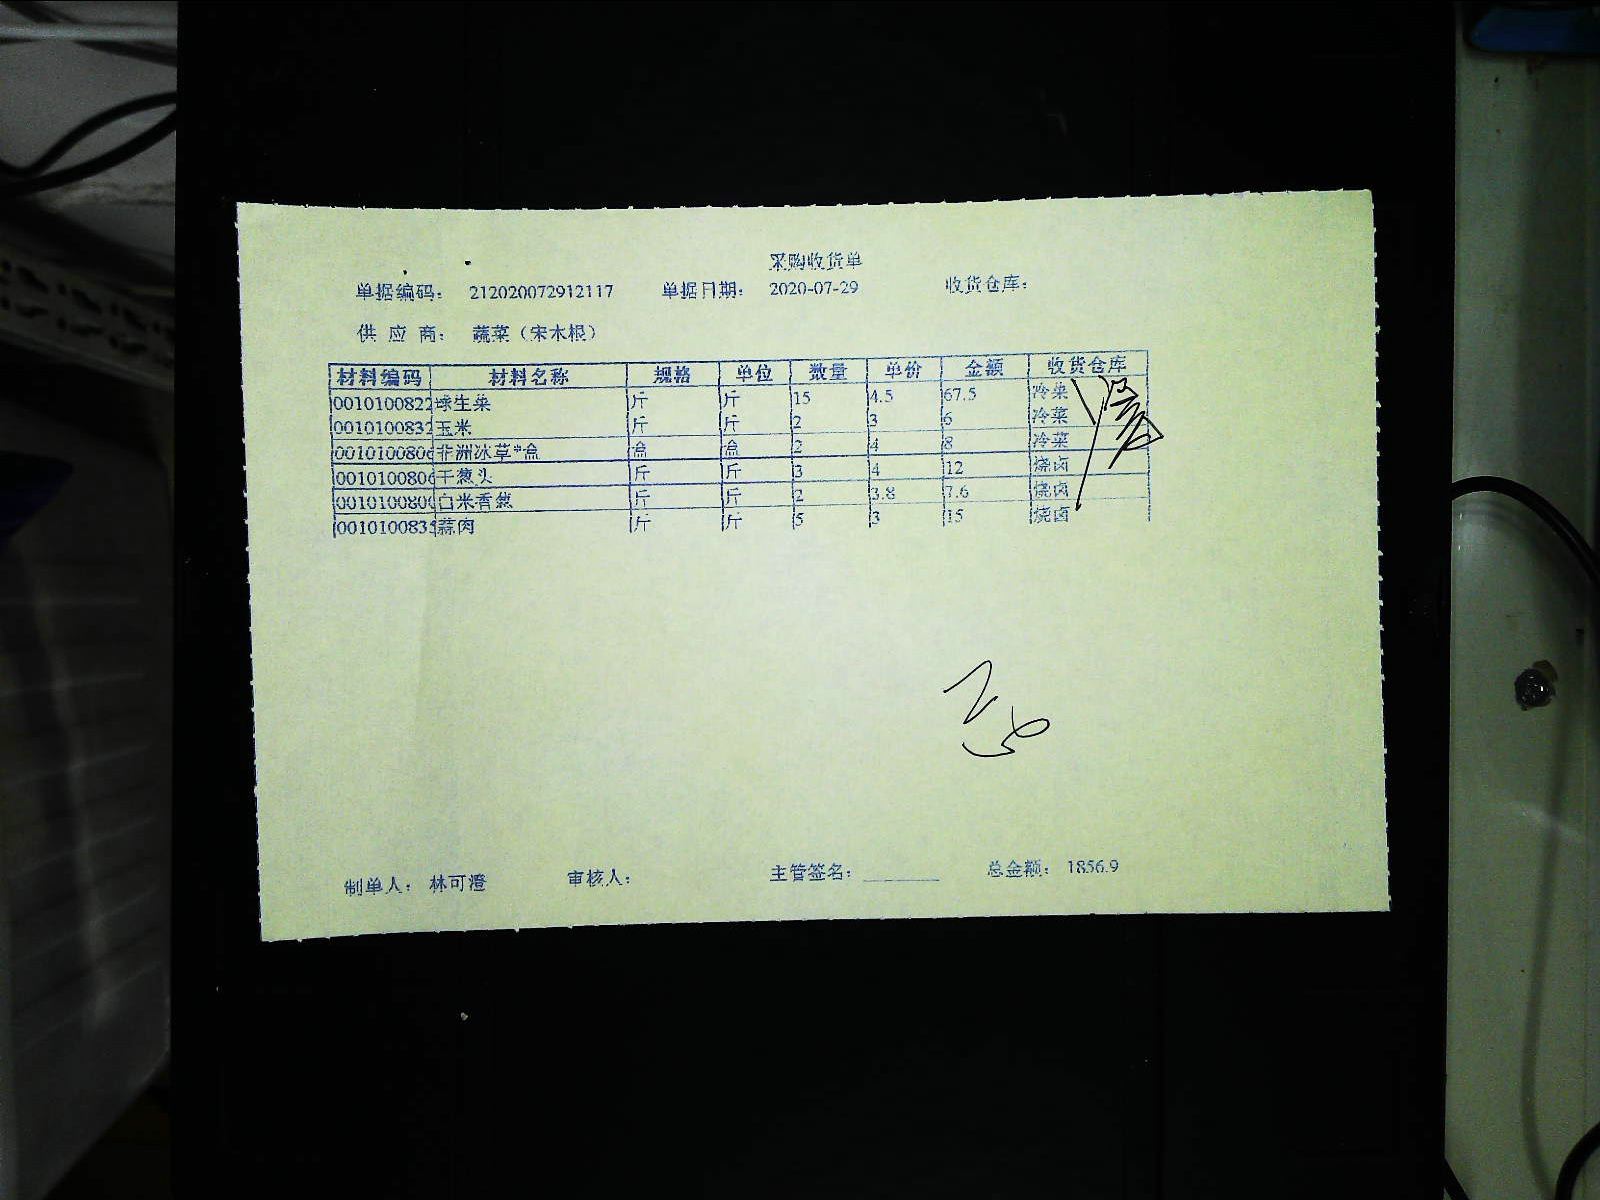 采购收货单
单据编码： 212020072912117 单据日期： 2020-07-29 收货仓库：
供 应 商： 蔬菜（宋木根）
材料编码 材料名称 规格 单位 数量 单价 金额 收货仓库
0010100822 球生菜 斤 斤 15 4.5 67.5 冷菜
0010100832 玉米 斤 斤 2 3 6 冷菜
001010080 非洲冰草*盒 盒 盒 2 4 8 冷菜
001010080 干葱头 斤 斤 3 4 12 烧卤
001010080 白米香葱 斤 斤 2 3.8 7.6 烧卤
001010083 蒜肉 斤 斤 5 3 15 烧卤
制单人： 林可澄 审核人： 主管签名： 总金额： 1856.9